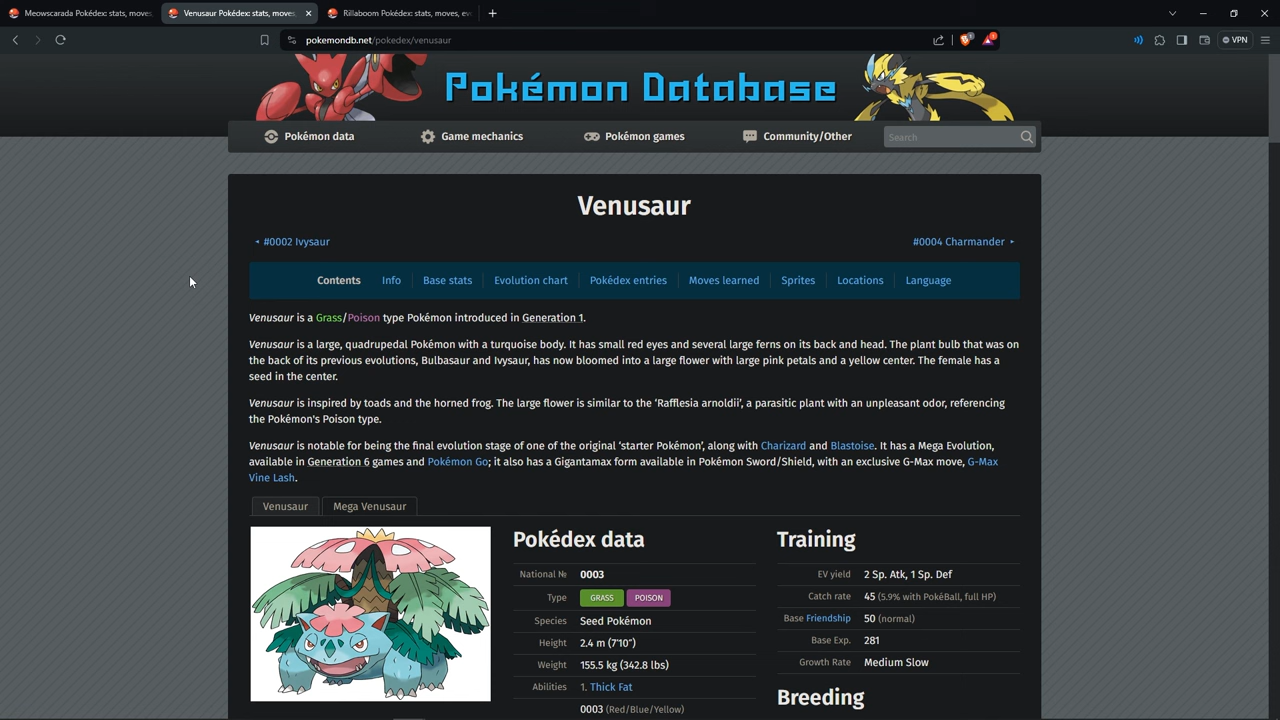 Meowscarada Pokédex: stats, moves,
Venusaur Pokédex: stats, moves,
Rillaboom Pokédex: stats, moves, ev
pokemondb.net/pokedex/venusaur
VPN
Pokémon Database
Pokémon data
Game mechanics
Pokémon games
Community/Other
Search
Venusaur
#0002 Ivysaur
#0004 Charmander
Contents
Info
Base stats
Evolution chart
Pokédex entries
Moves learned
Sprites
Locations
Language
Venusaur is a Grass/Poison type Pokémon introduced in Generation 1.
Venusaur is a large, quadrupedal Pokémon with a turquoise body. It has small red eyes and several large ferns on its back and head. The plant bulb that was on
the back of its previous evolutions, Bulbasaur and Ivysaur, has now bloomed into a large flower with large pink petals and a yellow center. The female has a
seed in the center.
Venusaur is inspired by toads and the horned frog. The large flower is similar to the ‘Rafflesia arnoldii’, a parasitic plant with an unpleasant odor, referencing
the Pokémon's Poison type.
Venusaur is notable for being the final evolution stage of one of the original ‘starter Pokémon’, along with Charizard and Blastoise. It has a Mega Evolution,
available in Generation 6 games and Pokémon Go; it also has a Gigantamax form available in Pokémon Sword/Shield, with an exclusive G-Max move, G-Max
Vine Lash.
Venusaur
Mega Venusaur
Pokédex data
National № 0003
Type GRASS POISON
Species Seed Pokémon
Height 2.4 m (7′10″)
Weight 155.5 kg (342.8 lbs)
Abilities 1. Thick Fat
0003 (Red/Blue/Yellow)
Training
EV yield 2 Sp. Atk, 1 Sp. Def
Catch rate 45 (5.9% with PokéBall, full HP)
Base Friendship 50 (normal)
Base Exp. 281
Growth Rate Medium Slow
Breeding